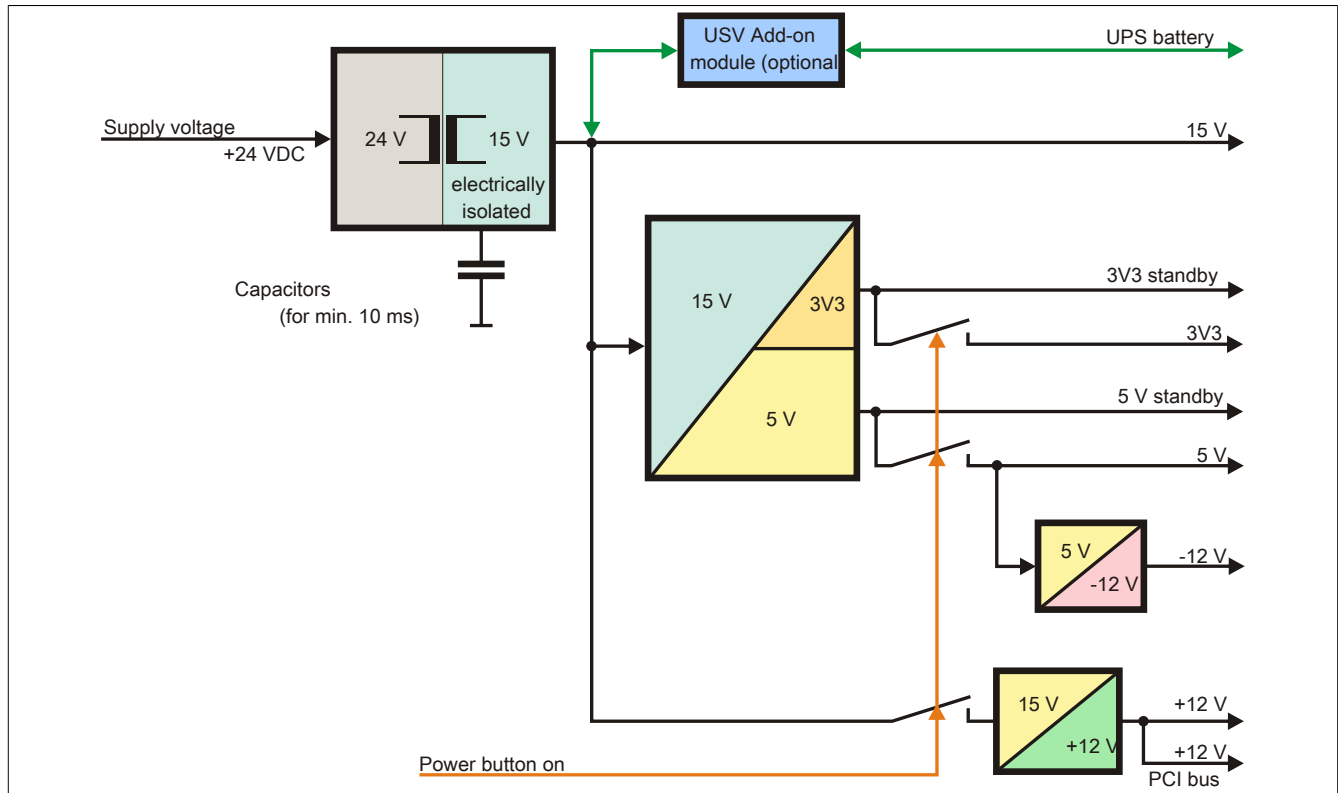 USV Add-on
module (optional
UPS battery
Supply voltage
+24 VDC
24 V
15 V
electrically
isolated
15 V
Capacitors
(for min. 10 ms)
15 V
3V3
5 V
3V3 standby
3V3
5 V standby
5 V
5 V
-12 V
-12 V
15 V
+12 V
+12 V
+12 V
PCI bus
Power button on